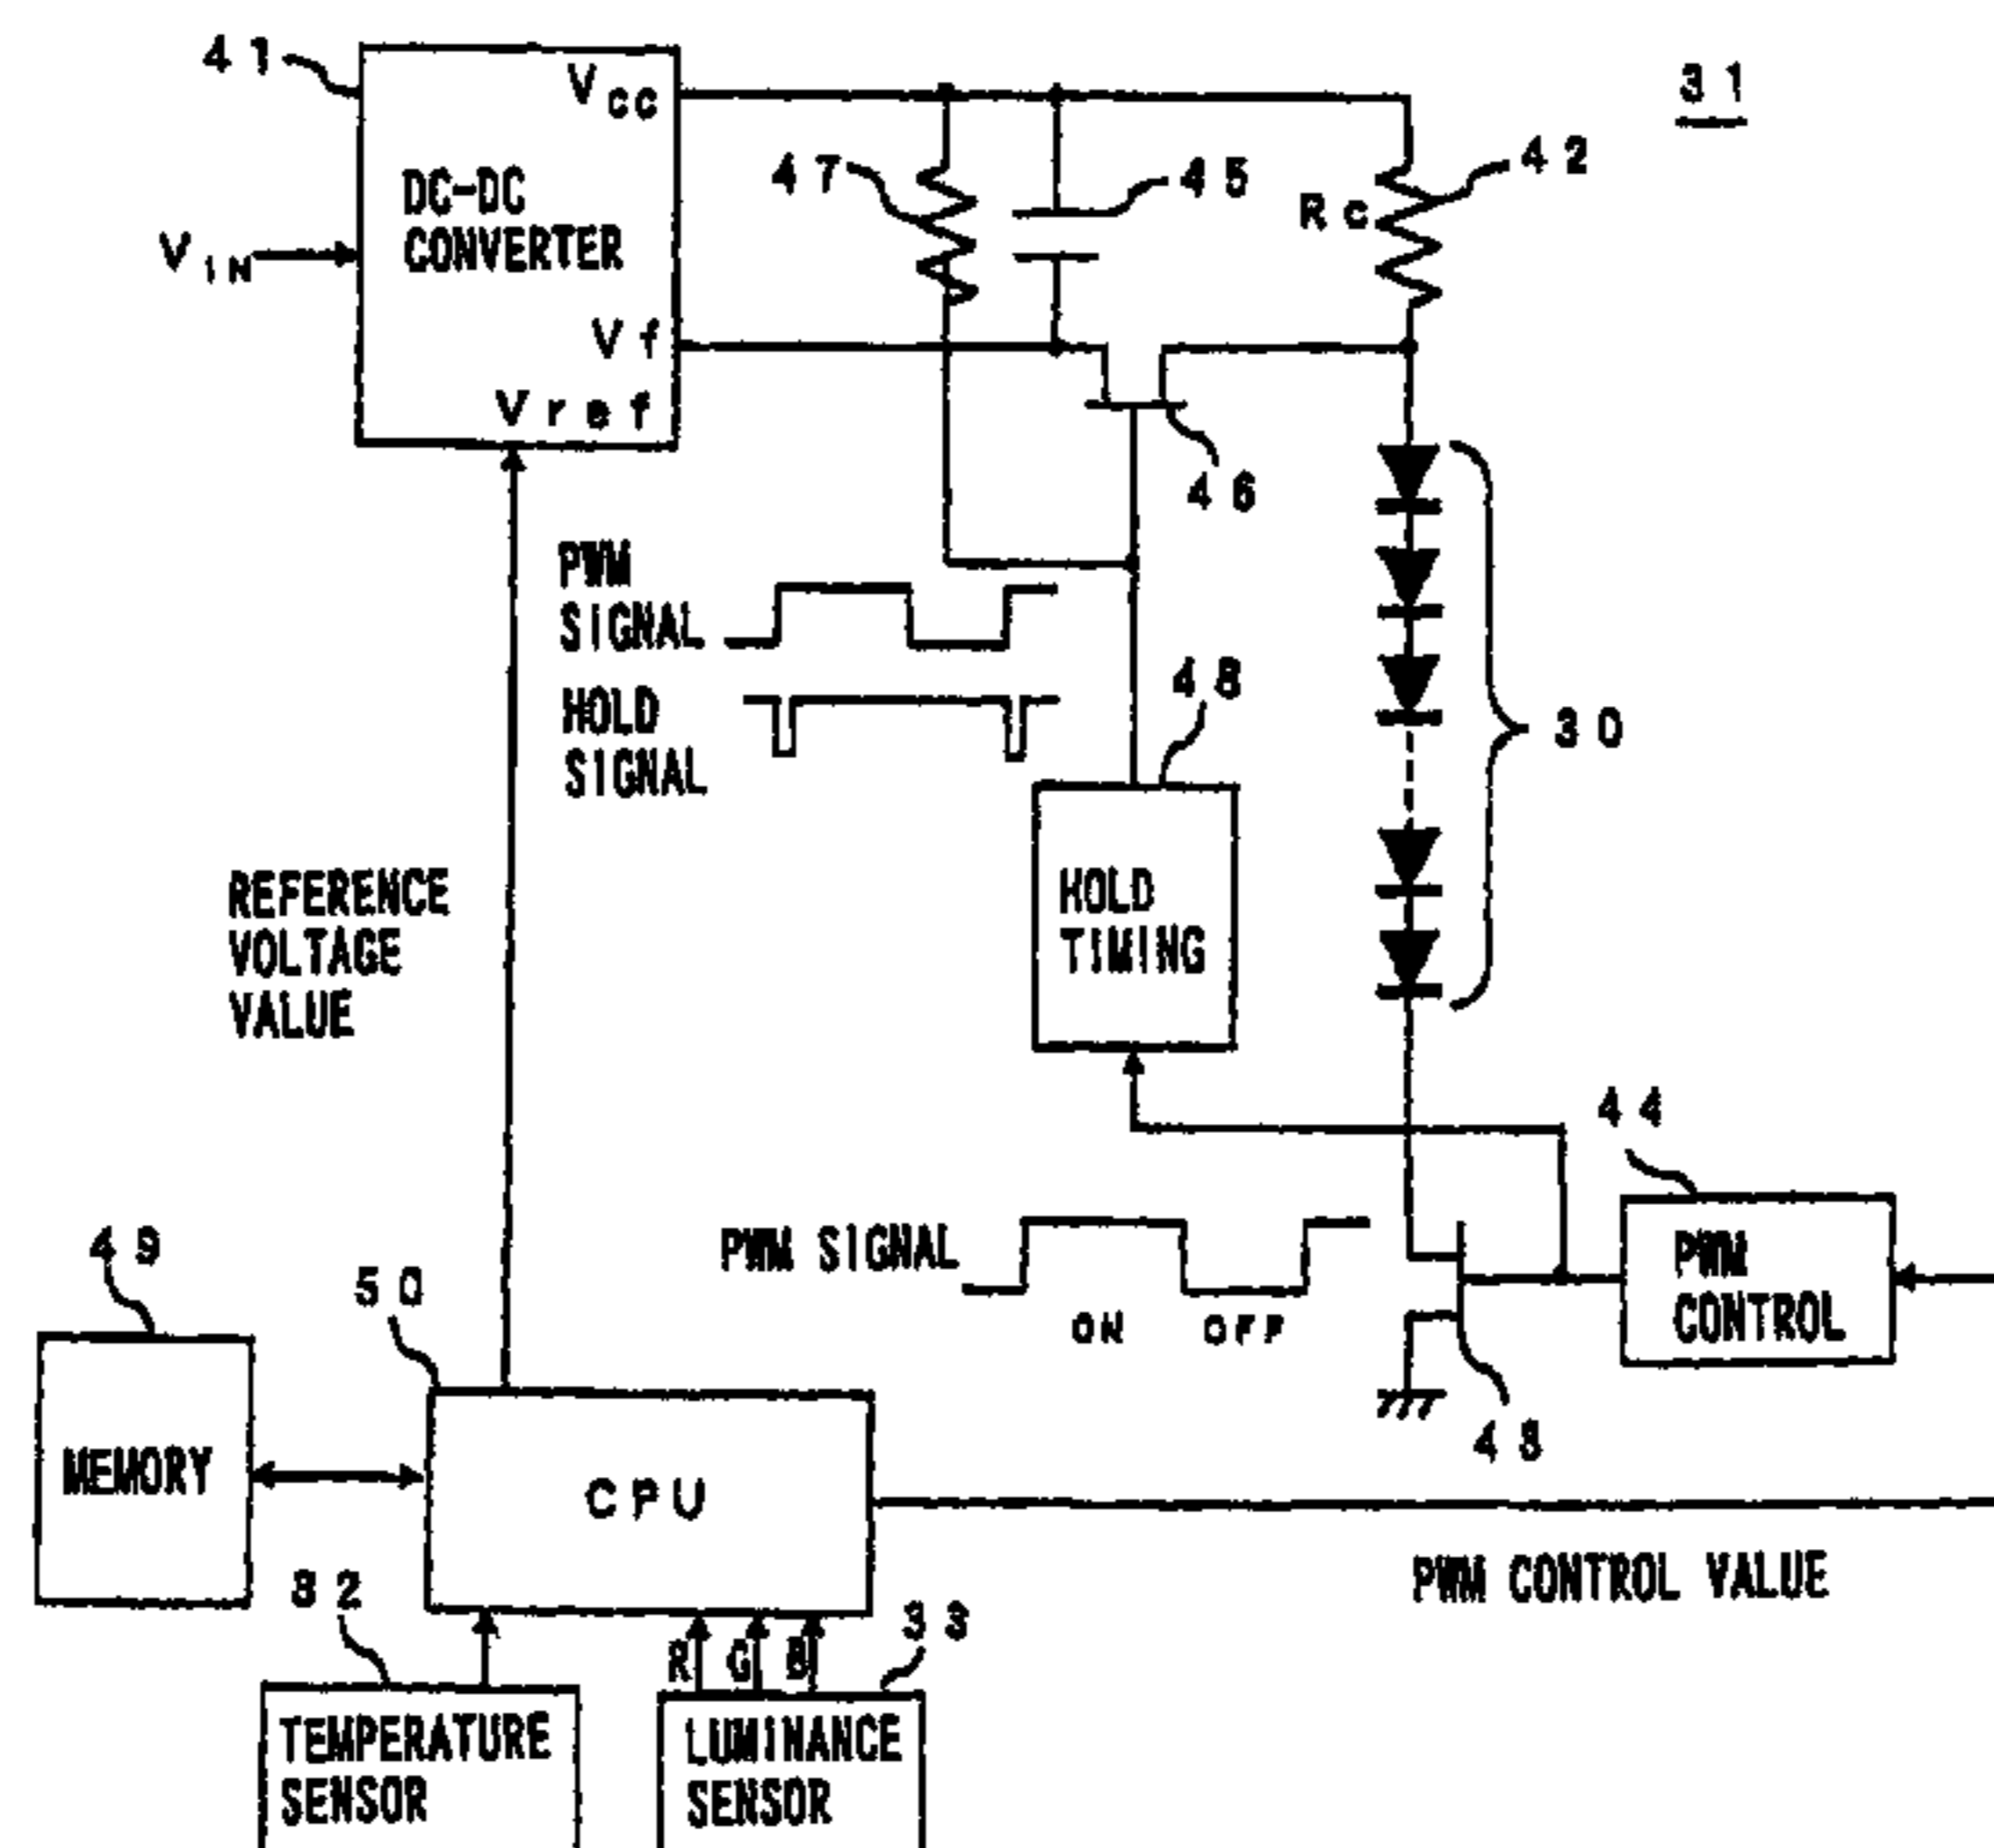 41
VCC
31
47
45
42
RC
DC-DC
CONVERTER
VIN
Vf
Vref
46
PWM
SIGNAL
HOLD
SIGNAL
48
30
HOLD
TIMING
REFERENCE
VOLTAGE
VALUE
44
PWM SIGNAL
ON OFF
PWM
CONTROL
49
50
43
MEMORY
CPU
PWM CONTROL VALUE
32
33
R G B
TEMPERATURE
SENSOR
LUMINANCE
SENSOR